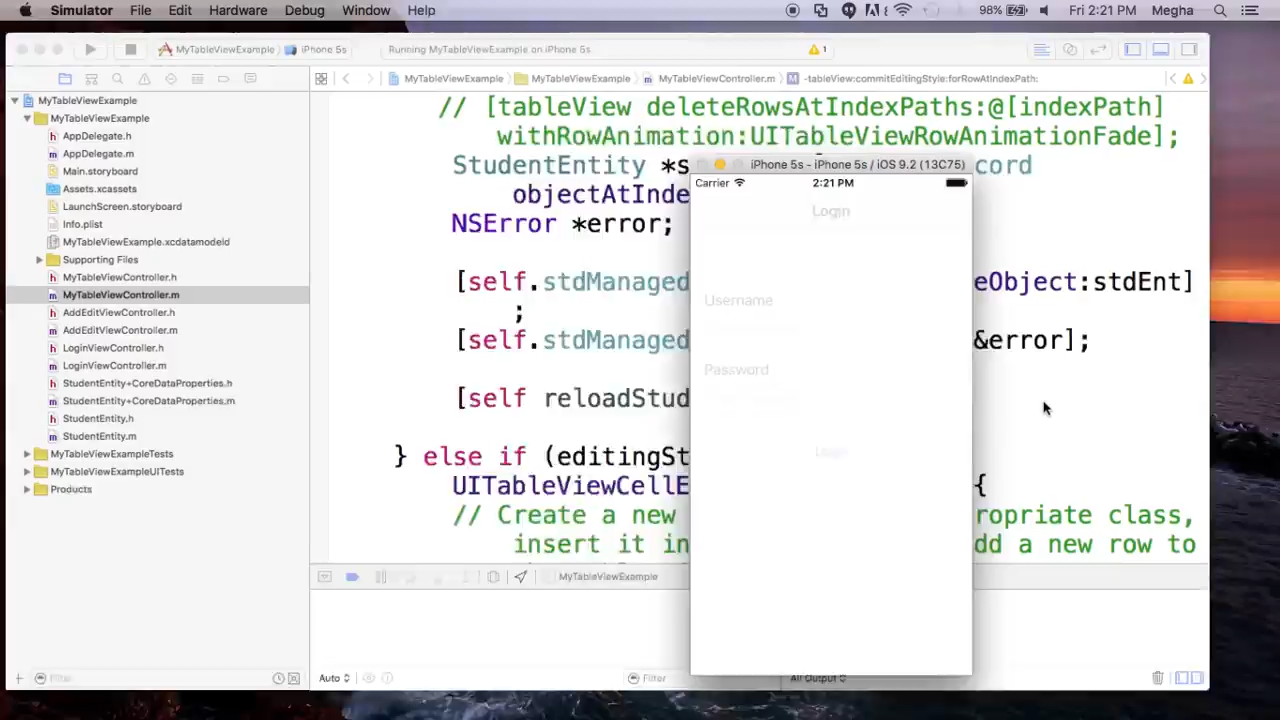 Simulator File Edit Hardware Debug Window Help 98% Fri 2:21 PM Megha
MyTableViewExample iPhone 5s Running MyTableViewExample on iPhone 5s 1
MyTableViewExample MyTableViewExample MyTableViewController.m -tableView:commitEditingStyle:forRowAtIndexPath:
MyTableViewExample
MyTableViewExample
AppDelegate.h
AppDelegate.m
Main.storyboard
Assets.xcassets
LaunchScreen.storyboard
Info.plist
MyTableViewExample.xcdatamodeld
Supporting Files
MyTableViewController.h
MyTableViewController.m
AddEditViewController.h
AddEditViewController.m
LoginViewController.h
LoginViewController.m
StudentEntity+CoreDataProperties.h
StudentEntity+CoreDataProperties.m
StudentEntity.h
StudentEntity.m
MyTableViewExampleTests
MyTableViewExampleUITests
Products
Filter
// [tableView deleteRowsAtIndexPaths:@[indexPath]
withRowAnimation:UITableViewRowAnimationFade];
StudentEntity *s cord
objectAtInde
NSError *error;
[self.stdManaged eObject:stdEnt]
;
[self.stdManaged &error];
[self reloadStud
} else if (editingSt
UITableViewCellE {
// Create a new ropriate class,
insert it in dd a new row to
iPhone 5s - iPhone 5s / iOS 9.2 (13C75)
Carrier 2:21 PM
Login
Username
Password
Login
MyTableViewExample
Auto Filter All Output